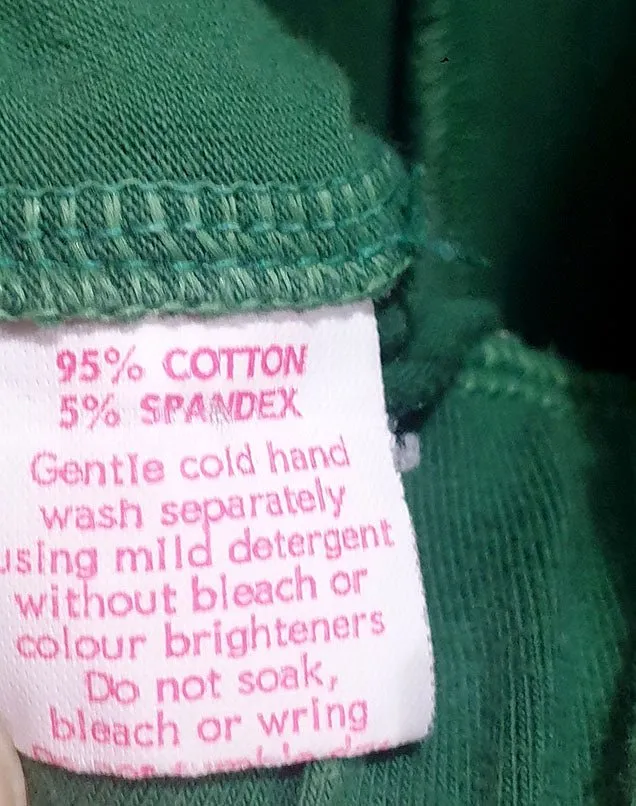 95% COTTON
5% SPANDEX
Gentle cold hand
wash separately
using mild detergent
without bleach or
colour brighteners
Do not soak,
bleach or wring